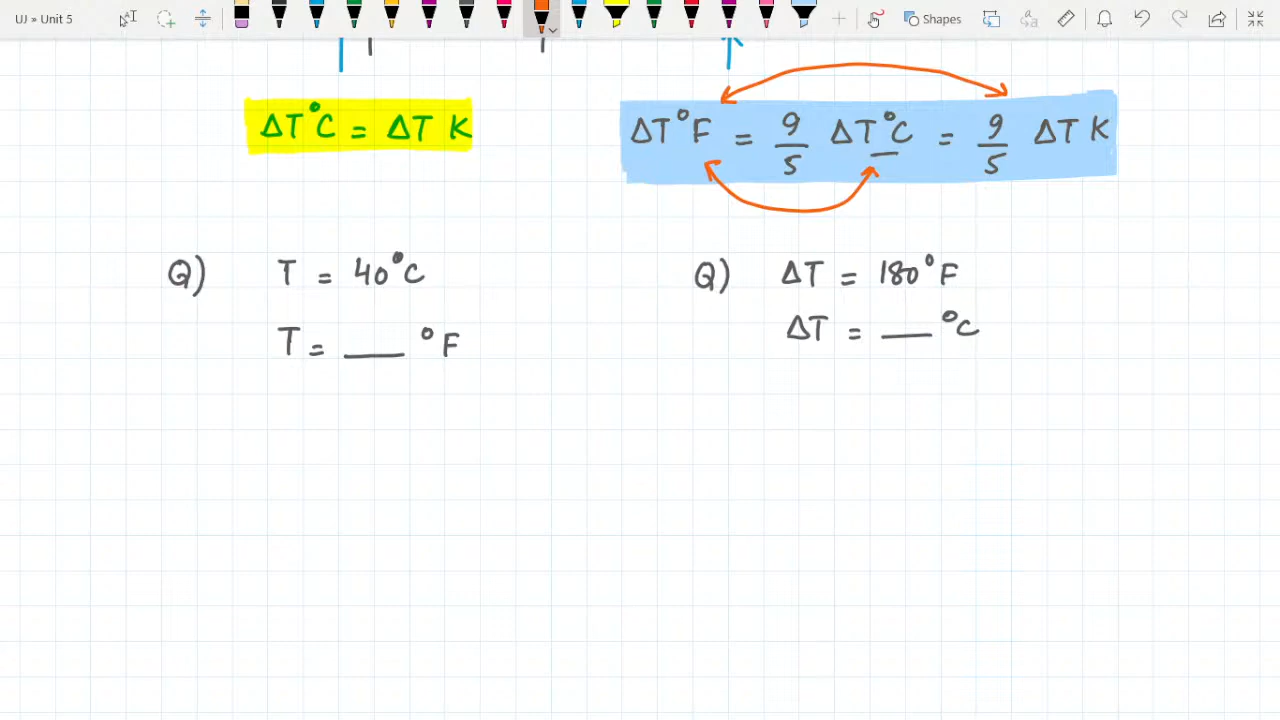 UJ » Unit 5
Shapes
ΔT°C = ΔT K
ΔT°F = 9/5 ΔT°C = 9/5 ΔT K
Q) T = 40°C
T = ___ °F
Q) ΔT = 180°F
ΔT = ___ °C